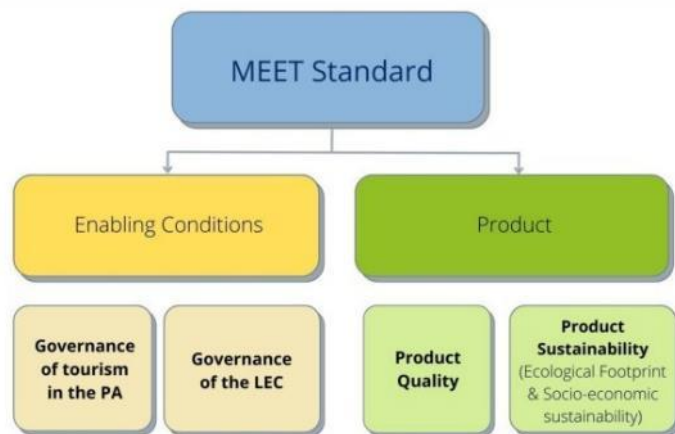 MEET Standard
Enabling Conditions
Product
Governance
of tourism
in the PA
Governance
of the LEC
Product
Quality
Product
Sustainability
(Ecological Footprint
& Socio-economic
sustainability)